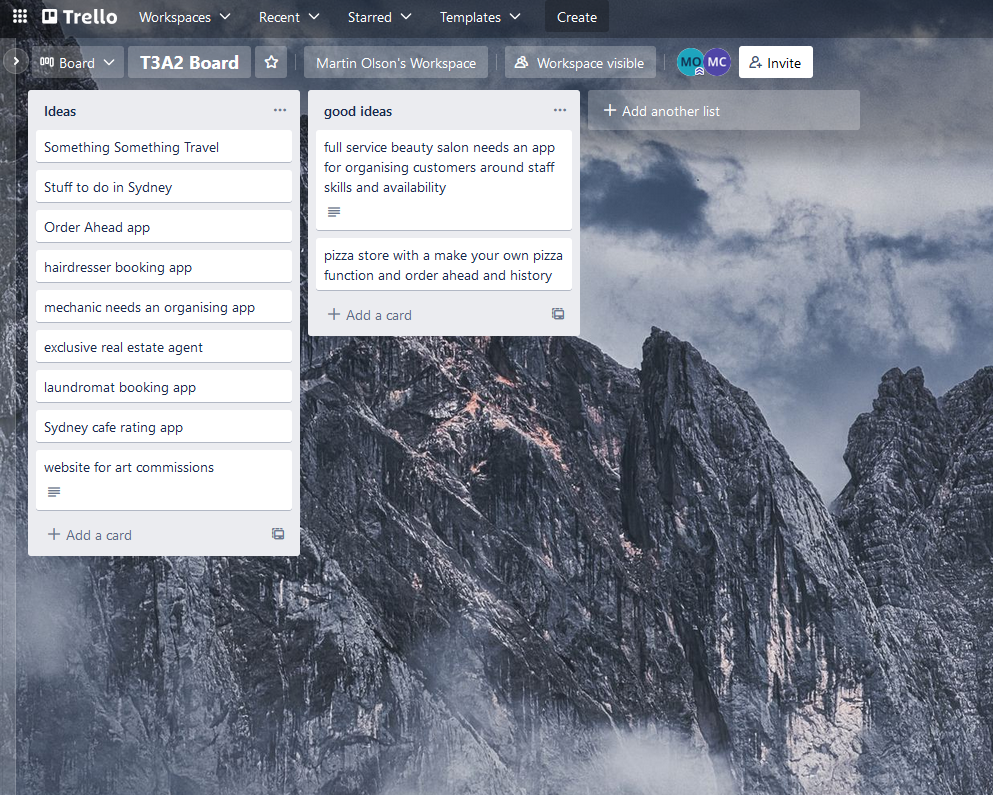 Trello Workspaces Recent Starred Templates Create
Board T3A2 Board Martin Olson's Workspace Workspace visible MO MC Invite
Ideas
Something Something Travel
Stuff to do in Sydney
Order Ahead app
hairdresser booking app
mechanic needs an organising app
exclusive real estate agent
laundromat booking app
Sydney cafe rating app
website for art commissions
+ Add a card
good ideas
full service beauty salon needs an app
for organising customers around staff
skills and availability
pizza store with a make your own pizza
function and order ahead and history
+ Add a card
+ Add another list